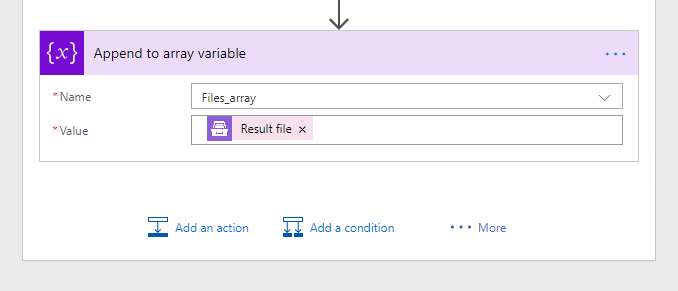 {x} Append to array variable ...
* Name Files_array
* Value Result file ×
Add an action Add a condition ... More